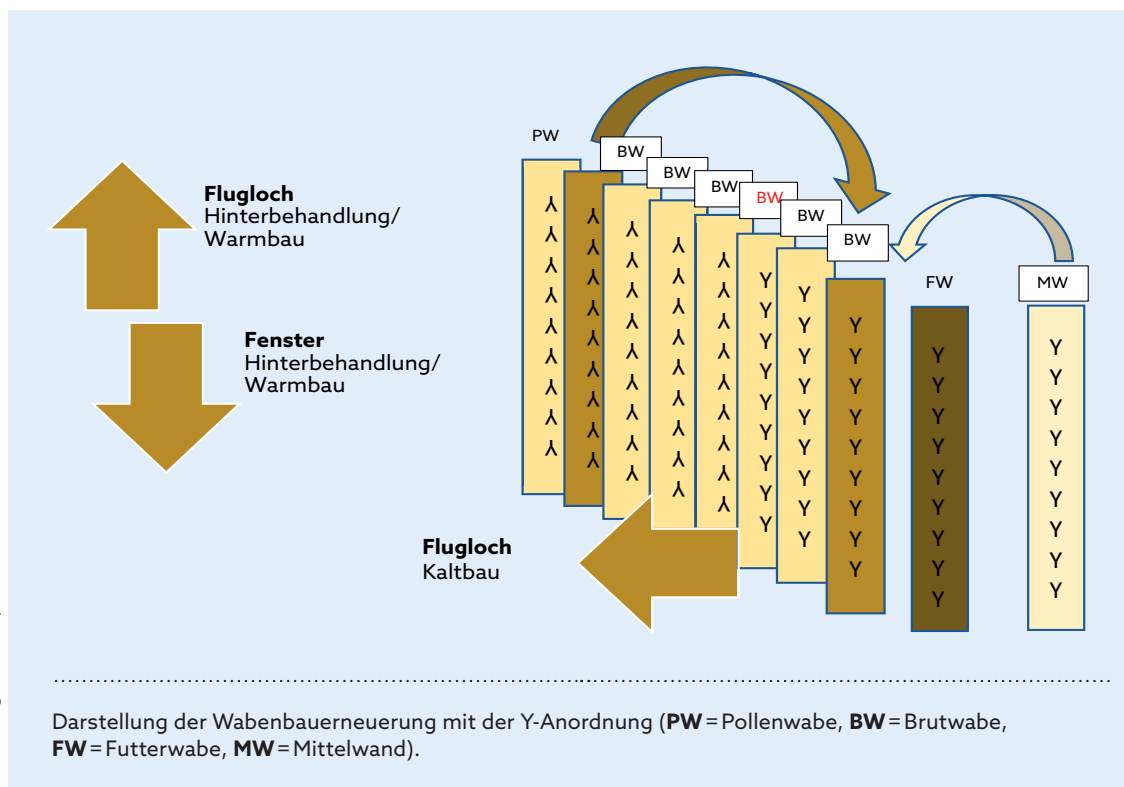 PW
BW
BW
BW
BW
BW
BW
FW
MW
⅄ ⅄ ⅄ ⅄ ⅄ ⅄ ⅄ ⅄ ⅄
⅄ ⅄ ⅄ ⅄ ⅄ ⅄ ⅄ ⅄ ⅄
⅄ ⅄ ⅄ ⅄ ⅄ ⅄ ⅄ ⅄ ⅄
⅄ ⅄ ⅄ ⅄ ⅄ ⅄ ⅄ ⅄ ⅄
⅄ ⅄ ⅄ ⅄ ⅄ ⅄ ⅄ ⅄ ⅄
Y Y Y Y Y Y Y Y Y
Y Y Y Y Y Y Y Y Y
Y Y Y Y Y Y Y Y Y
Y Y Y Y Y Y Y Y Y
Y Y Y Y Y Y Y Y Y
Flugloch
Hinterbehandlung/
Warmbau
Fenster
Hinterbehandlung/
Warmbau
Flugloch
Kaltbau
Darstellung der Wabenbauerneuerung mit der Y-Anordnung (PW = Pollenwabe, BW = Brutwabe,
FW = Futterwabe, MW = Mittelwand).